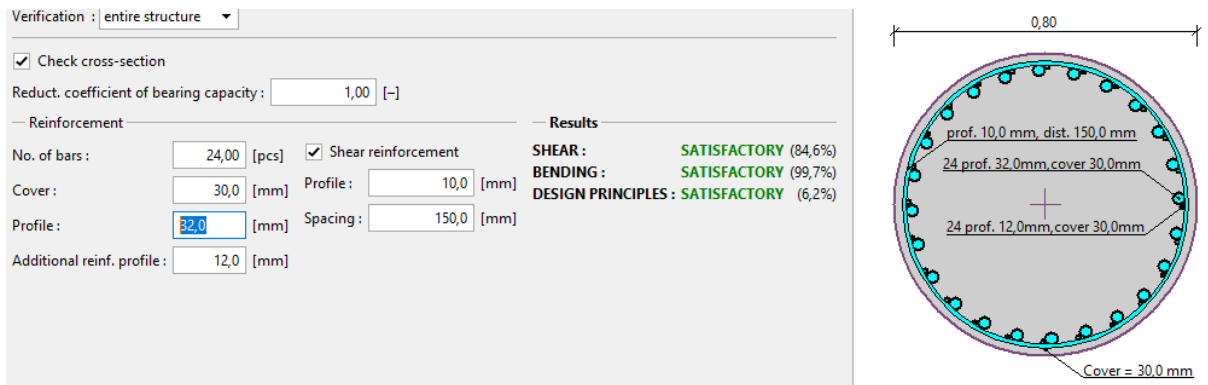 Verification : entire structure
Check cross-section
Reduct. coefficient of bearing capacity : 1,00 [–]
Reinforcement
No. of bars : 24,00 [pcs]
Cover : 30,0 [mm]
Profile : 32,0 [mm]
Additional reinf. profile : 12,0 [mm]
Shear reinforcement
Profile : 10,0 [mm]
Spacing : 150,0 [mm]
Results
SHEAR : SATISFACTORY (84,6%)
BENDING : SATISFACTORY (99,7%)
DESIGN PRINCIPLES : SATISFACTORY (6,2%)
0,80
prof. 10,0 mm, dist. 150,0 mm
24 prof. 32,0mm,cover 30,0mm
24 prof. 12,0mm,cover 30,0mm
Cover = 30,0 mm